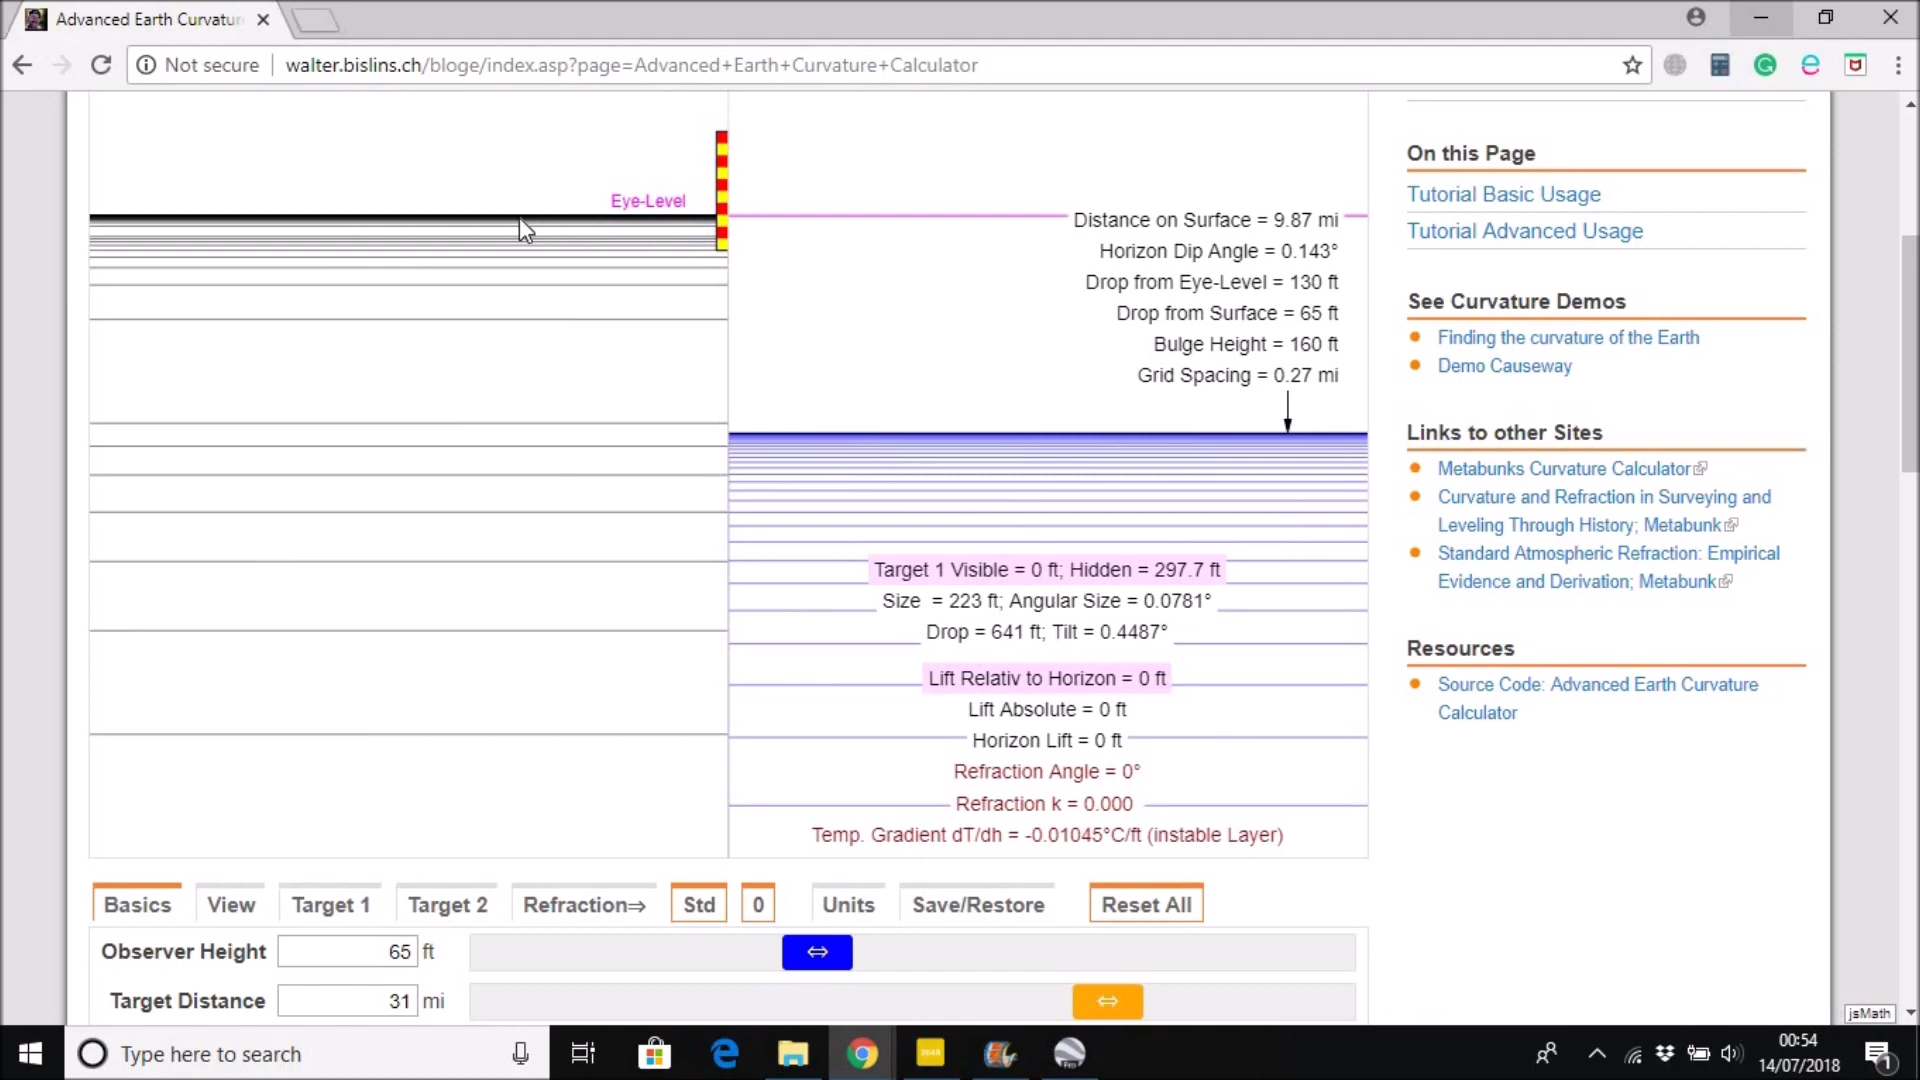 Advanced Earth Curvatur
Not secure
walter.bislins.ch/bloge/index.asp?page=Advanced+Earth+Curvature+Calculator
Eye-Level
Distance on Surface = 9.87 mi
Horizon Dip Angle = 0.143°
Drop from Eye-Level = 130 ft
Drop from Surface = 65 ft
Bulge Height = 160 ft
Grid Spacing = 0.27 mi
Target 1 Visible = 0 ft; Hidden = 297.7 ft
Size = 223 ft; Angular Size = 0.0781°
Drop = 641 ft; Tilt = 0.4487°
Lift Relativ to Horizon = 0 ft
Lift Absolute = 0 ft
Horizon Lift = 0 ft
Refraction Angle = 0°
Refraction k = 0.000
Temp. Gradient dT/dh = -0.01045°C/ft (instable Layer)
On this Page
Tutorial Basic Usage
Tutorial Advanced Usage
See Curvature Demos
Finding the curvature of the Earth
Demo Causeway
Links to other Sites
Metabunks Curvature Calculator
Curvature and Refraction in Surveying and
Leveling Through History; Metabunk
Standard Atmospheric Refraction: Empirical
Evidence and Derivation; Metabunk
Resources
Source Code: Advanced Earth Curvature
Calculator
Basics View Target 1 Target 2 Refraction⇒ Std 0 Units Save/Restore Reset All
Observer Height 65 ft
Target Distance 31 mi
jsMath
Type here to search
2048
Pro
00:54
14/07/2018
1